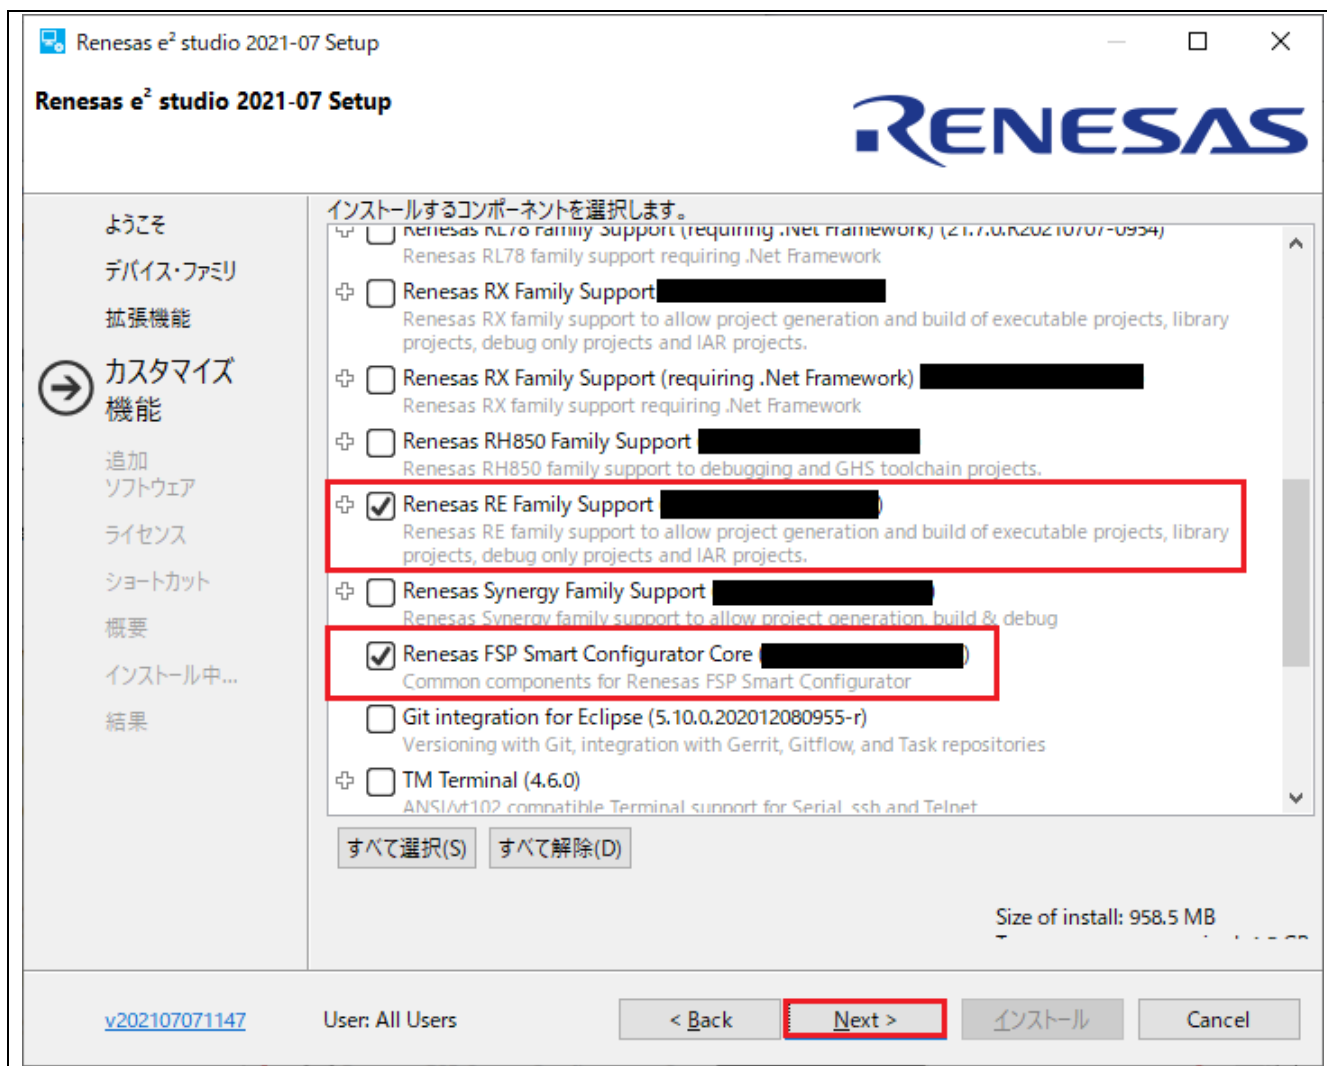 Renesas e² studio 2021-07 Setup
Renesas e² studio 2021-07 Setup
RENESAS
ようこそ
デバイス・ファミリ
拡張機能
カスタマイズ
機能
追加
ソフトウェア
ライセンス
ショートカット
概要
インストール中...
結果
インストールするコンポーネントを選択します。
Renesas RL78 Family Support (requiring .Net Framework) (21.7.0.R20210707-0954)
Renesas RL78 family support requiring .Net Framework
Renesas RX Family Support
Renesas RX family support to allow project generation and build of executable projects, library
projects, debug only projects and IAR projects.
Renesas RX Family Support (requiring .Net Framework)
Renesas RX family support requiring .Net Framework
Renesas RH850 Family Support
Renesas RH850 family support to debugging and GHS toolchain projects.
Renesas RE Family Support ( )
Renesas RE family support to allow project generation and build of executable projects, library
projects, debug only projects and IAR projects.
Renesas Synergy Family Support )
Renesas Synergy family support to allow project generation, build & debug
Renesas FSP Smart Configurator Core ( )
Common components for Renesas FSP Smart Configurator
Git integration for Eclipse (5.10.0.202012080955-r)
Versioning with Git, integration with Gerrit, Gitflow, and Task repositories
TM Terminal (4.6.0)
ANSI/vt102 compatible Terminal support for Serial, ssh and Telnet
すべて選択(S) すべて解除(D)
Size of install: 958.5 MB
v202107071147 User: All Users < Back Next > インストール Cancel